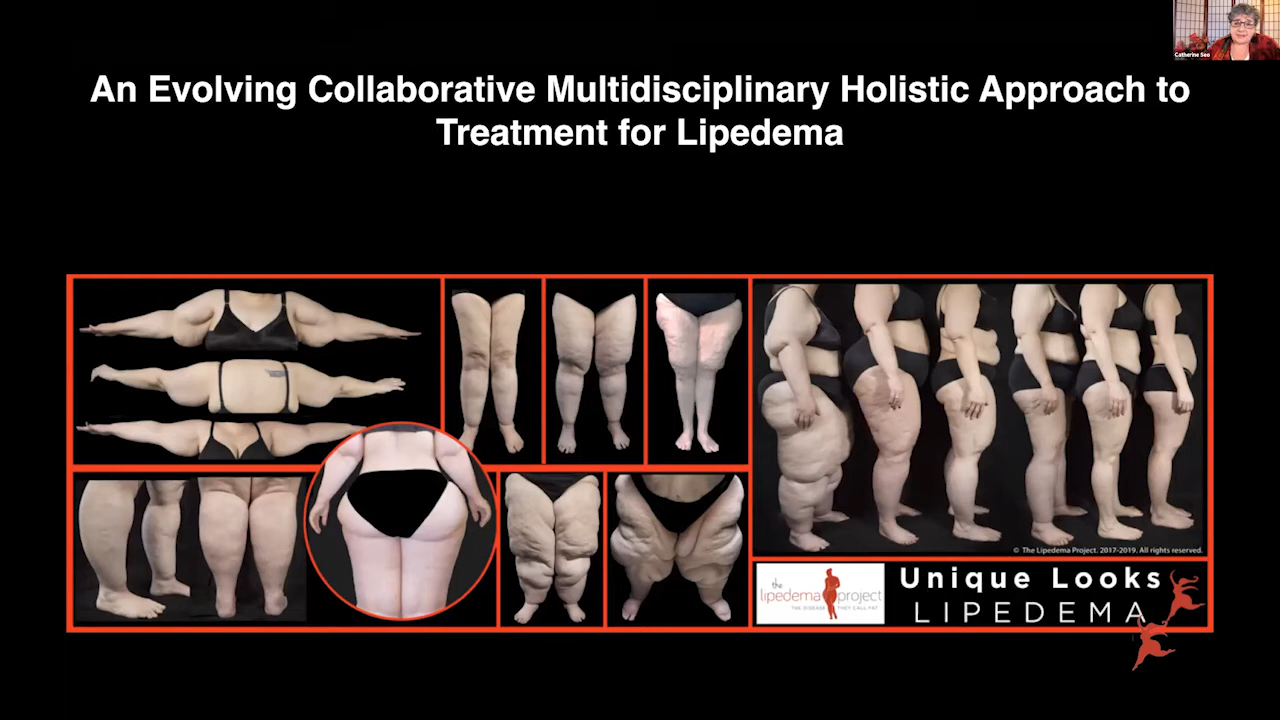 Catherine Seo
An Evolving Collaborative Multidisciplinary Holistic Approach to
Treatment for Lipedema
© The Lipedema Project. 2017-2019. All rights reserved.
the
lipedema project
THE DISEASE THEY CALL FAT
Unique Looks
LIPEDEMA